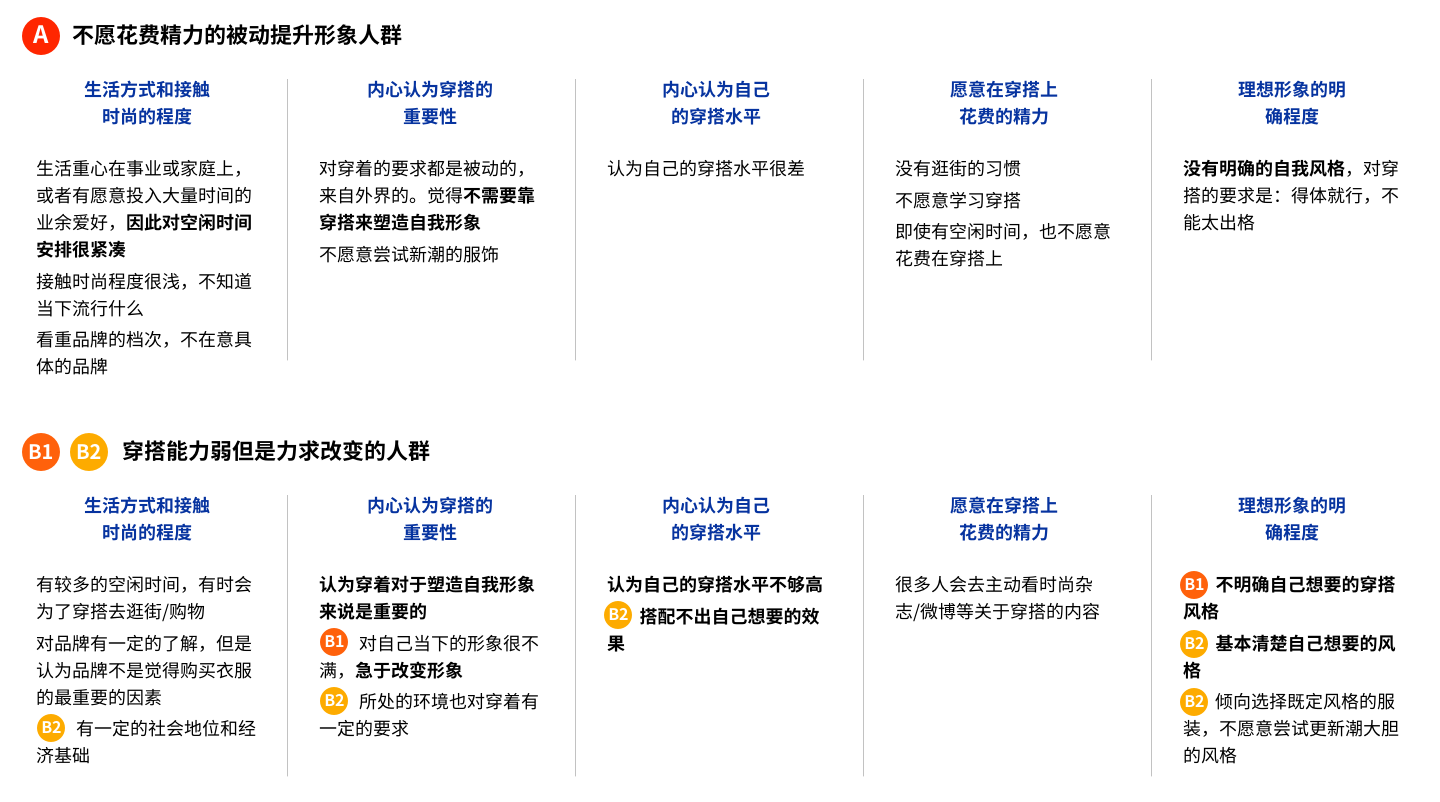 A 不愿花费精力的被动提升形象人群
生活方式和接触
时尚的程度
生活重心在事业或家庭上，
或者有愿意投入大量时间的
业余爱好，因此对空闲时间
安排很紧凑
接触时尚程度很浅，不知道
当下流行什么
看重品牌的档次，不在意具
体的品牌
内心认为穿搭的
重要性
对穿着的要求都是被动的，
来自外界的。觉得不需要靠
穿搭来塑造自我形象
不愿意尝试新潮的服饰
内心认为自己
的穿搭水平
认为自己的穿搭水平很差
愿意在穿搭上
花费的精力
没有逛街的习惯
不愿意学习穿搭
即使有空闲时间，也不愿意
花费在穿搭上
理想形象的明
确程度
没有明确的自我风格，对穿
搭的要求是：得体就行，不
能太出格
B1 B2 穿搭能力弱但是力求改变的人群
生活方式和接触
时尚的程度
有较多的空闲时间，有时会
为了穿搭去逛街/购物
对品牌有一定的了解，但是
认为品牌不是觉得购买衣服
的最重要的因素
B2 有一定的社会地位和经
济基础
内心认为穿搭的
重要性
认为穿着对于塑造自我形象
来说是重要的
B1 对自己当下的形象很不
满，急于改变形象
B2 所处的环境也对穿着有
一定的要求
内心认为自己
的穿搭水平
认为自己的穿搭水平不够高
B2 搭配不出自己想要的效
果
愿意在穿搭上
花费的精力
很多人会去主动看时尚杂
志/微博等关于穿搭的内容
理想形象的明
确程度
B1 不明确自己想要的穿搭
风格
B2 基本清楚自己想要的风
格
B2 倾向选择既定风格的服
装，不愿意尝试更新潮大胆
的风格